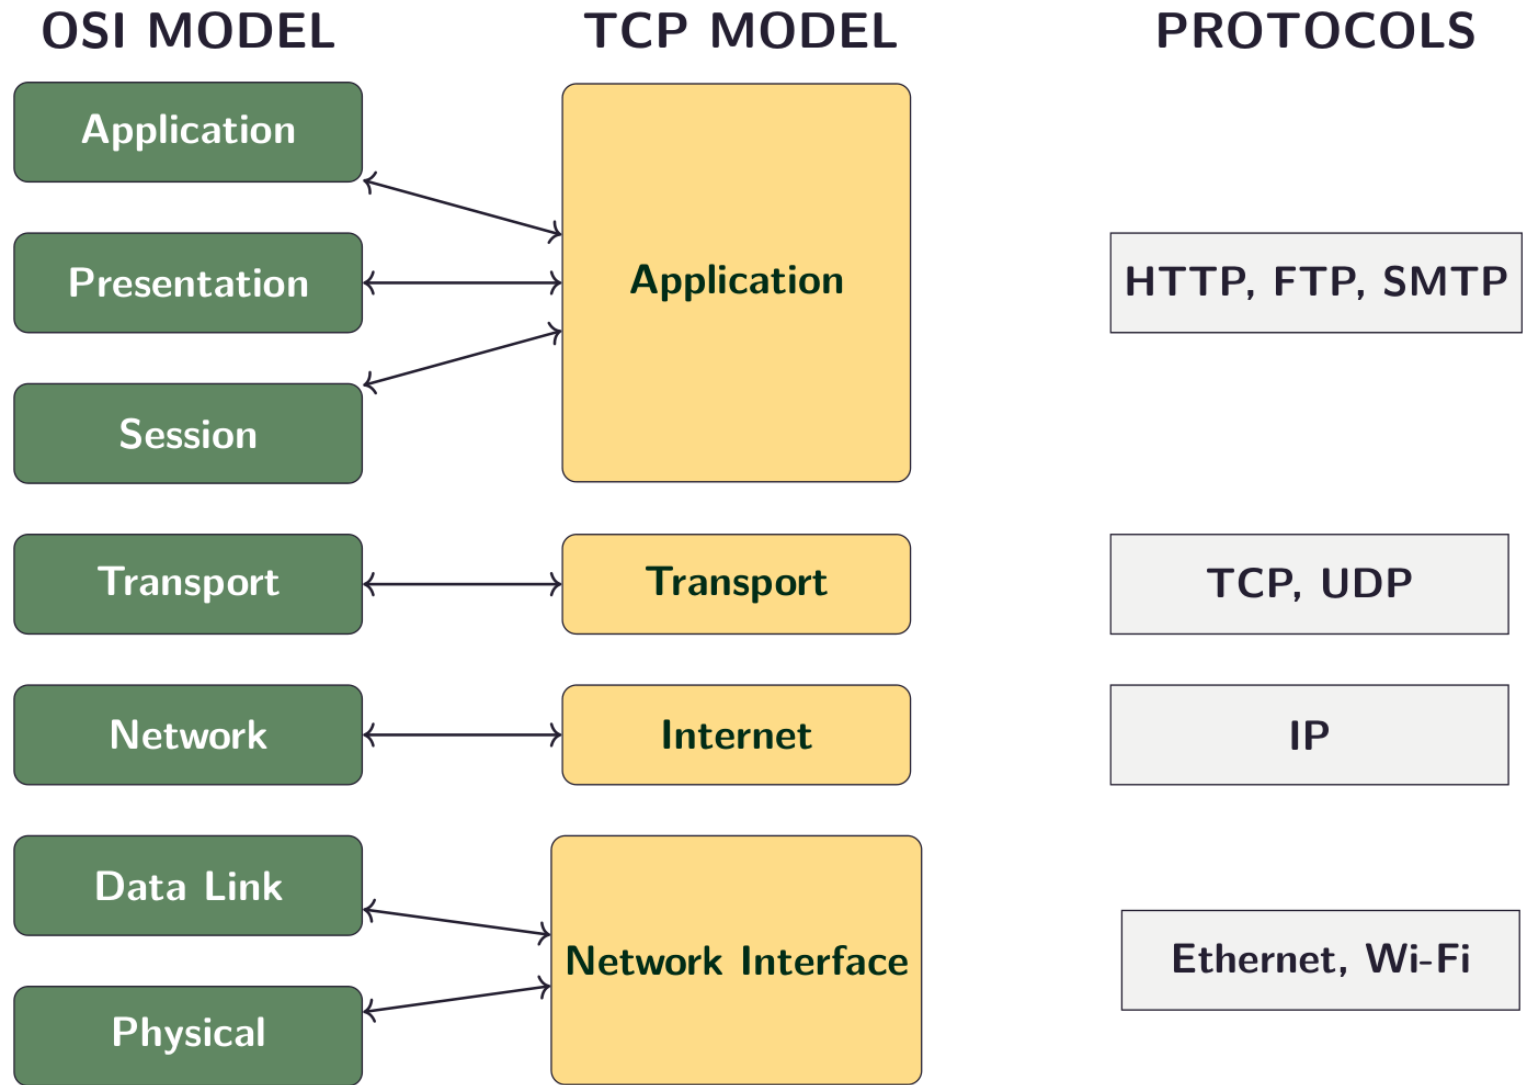 OSI MODEL
TCP MODEL
PROTOCOLS
Application
Presentation
Session
Application
HTTP, FTP, SMTP
Transport
Transport
TCP, UDP
Network
Internet
IP
Data Link
Physical
Network Interface
Ethernet, Wi-Fi